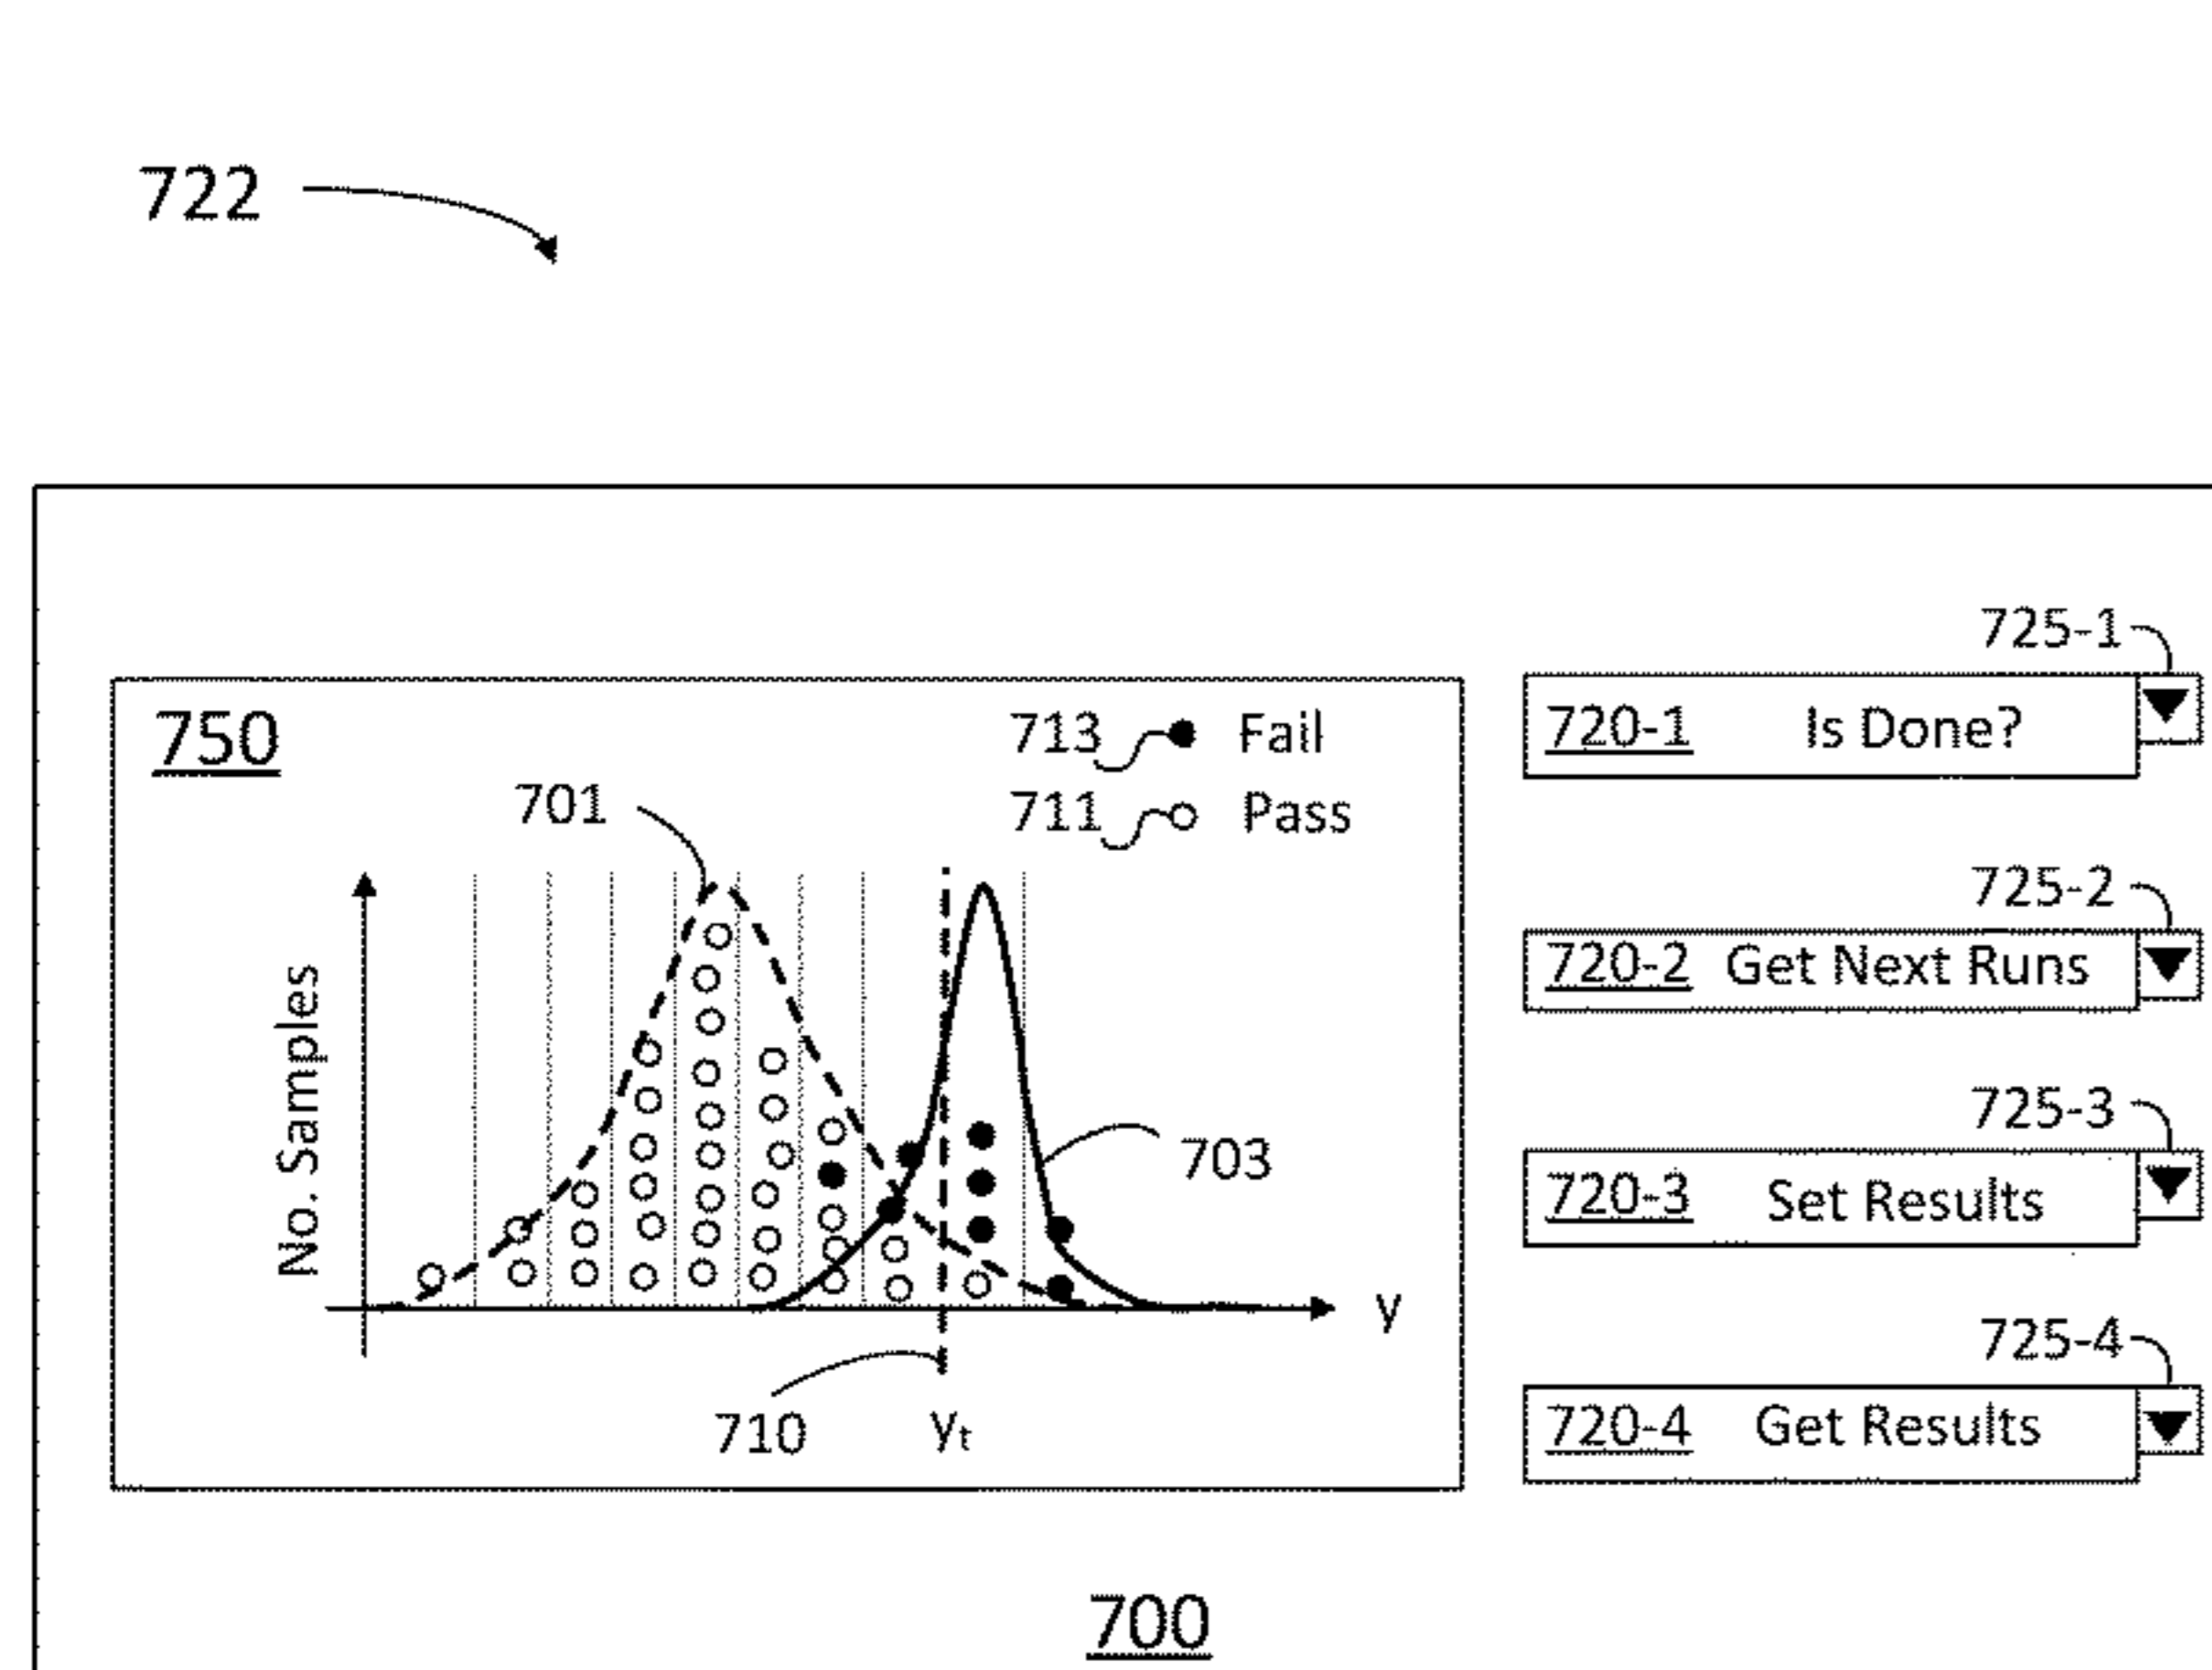 722
750
713 Fail
711 Pass
701
No. Samples
703
y
710
yt
725-1
720-1 Is Done?
725-2
720-2 Get Next Runs
725-3
720-3 Set Results
725-4
720-4 Get Results
700